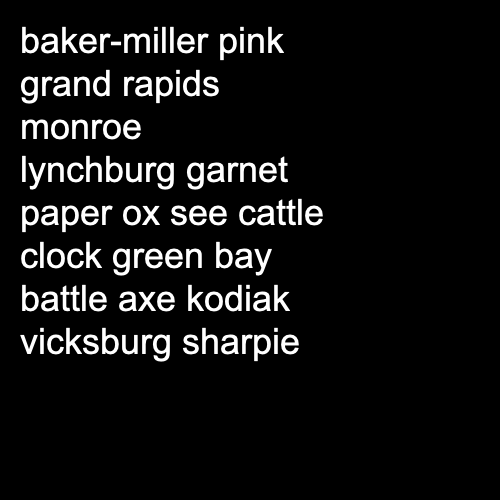 baker-miller pink
grand rapids
monroe
lynchburg garnet
paper ox see cattle
clock green bay
battle axe kodiak
vicksburg sharpie